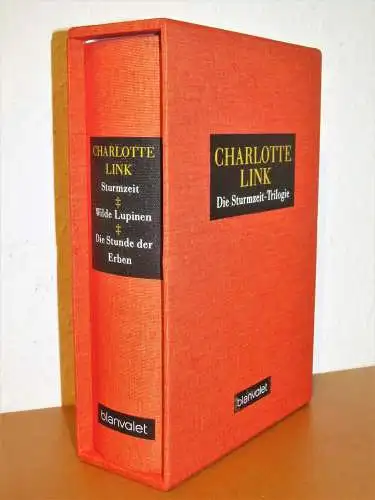 CHARLOTTE
LINK
Sturmzeit
‡
Wilde Lupinen
‡
Die Stunde der
Erben
blanvalet
CHARLOTTE
LINK
Die Sturmzeit-Trilogie
blanvalet